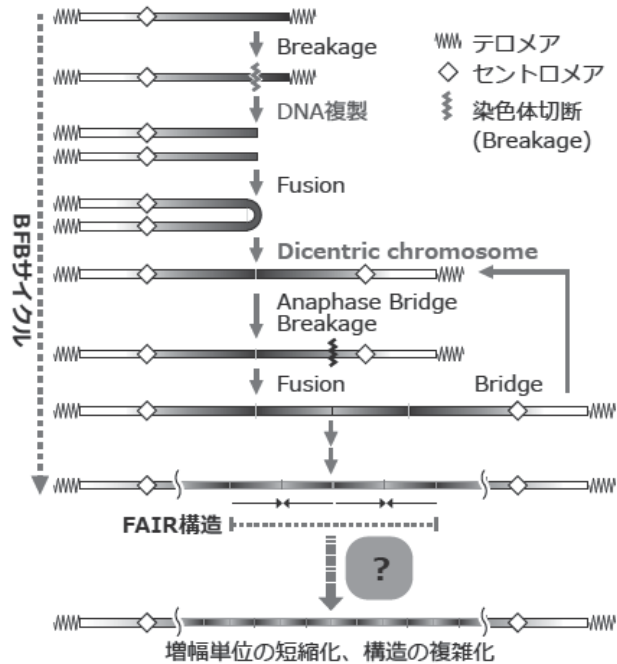 Breakage
テロメア
セントロメア
DNA複製
染色体切断
(Breakage)
Fusion
BFBサイクル
Dicentric chromosome
Anaphase Bridge
Breakage
Fusion
Bridge
FAIR構造
?
増幅単位の短縮化、構造の複雑化